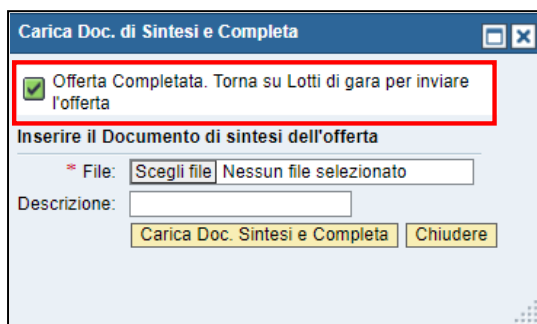 Carica Doc. di Sintesi e Completa
Offerta Completata. Torna su Lotti di gara per inviare
l'offerta
Inserire il Documento di sintesi dell'offerta
* File: Scegli file Nessun file selezionato
Descrizione:
Carica Doc. Sintesi e Completa Chiudere